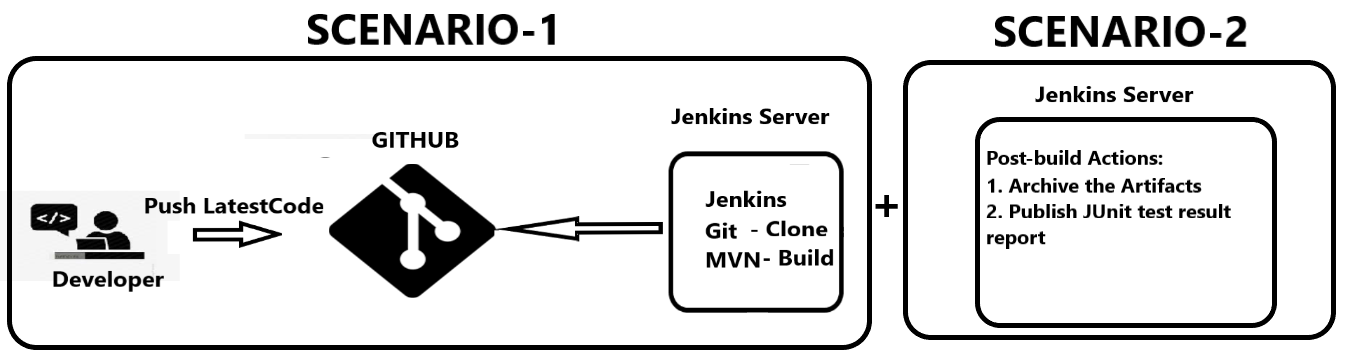 SCENARIO-1
SCENARIO-2
GITHUB
Jenkins Server
</>
Push LatestCode
Developer
Jenkins
Git - Clone
MVN- Build
+
Jenkins Server
Post-build Actions:
1. Archive the Artifacts
2. Publish JUnit test result
report